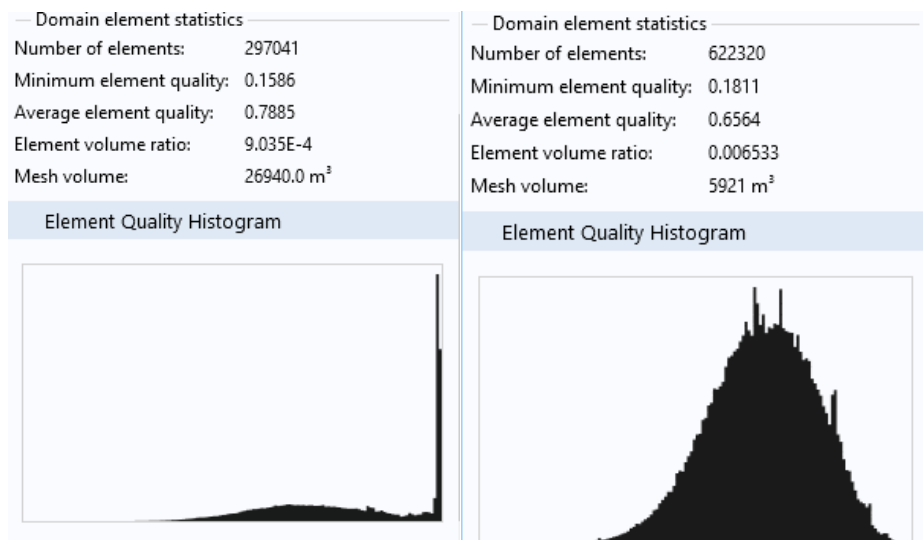 Domain element statistics
Number of elements: 297041
Minimum element quality: 0.1586
Average element quality: 0.7885
Element volume ratio: 9.035E-4
Mesh volume: 26940.0 m³
Element Quality Histogram
Domain element statistics
Number of elements: 622320
Minimum element quality: 0.1811
Average element quality: 0.6564
Element volume ratio: 0.006533
Mesh volume: 5921 m³
Element Quality Histogram